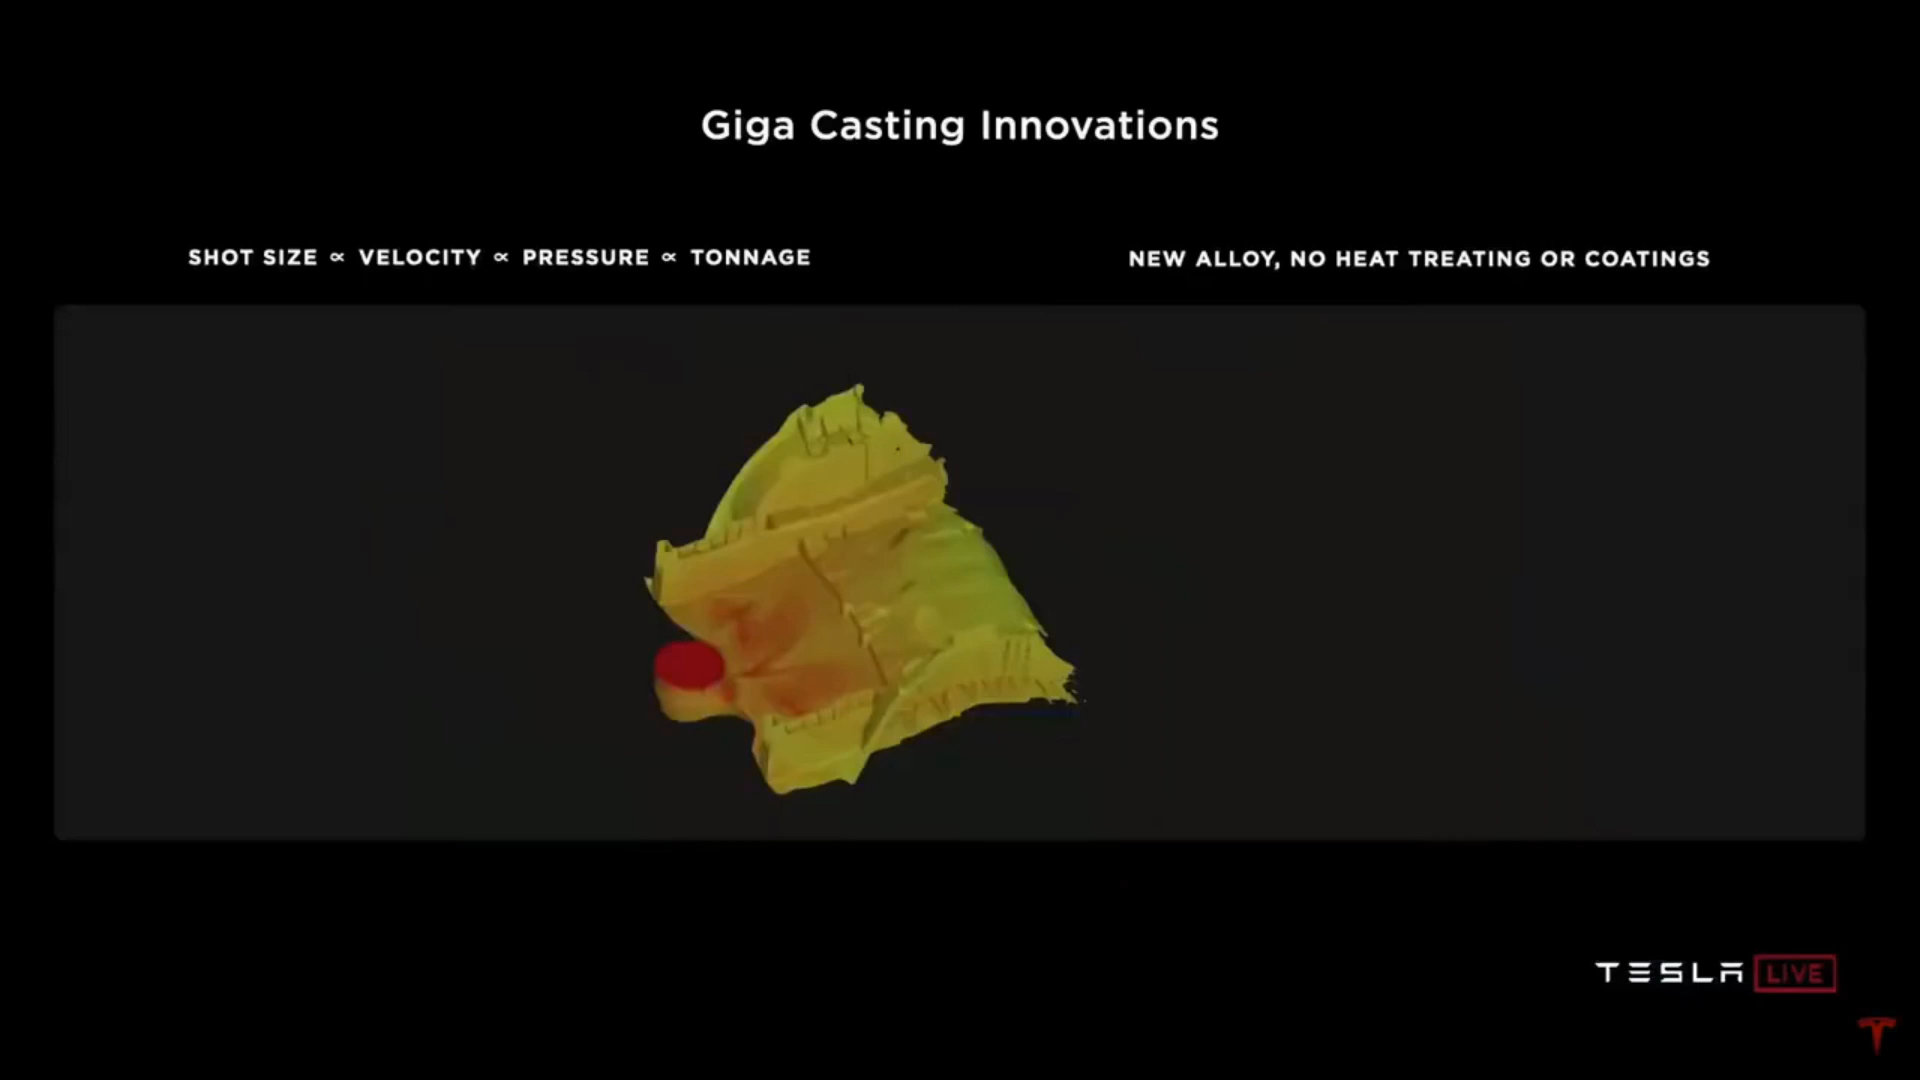 Giga Casting Innovations
SHOT SIZE ∝ VELOCITY ∝ PRESSURE ∝ TONNAGE
NEW ALLOY, NO HEAT TREATING OR COATINGS
TESLA LIVE